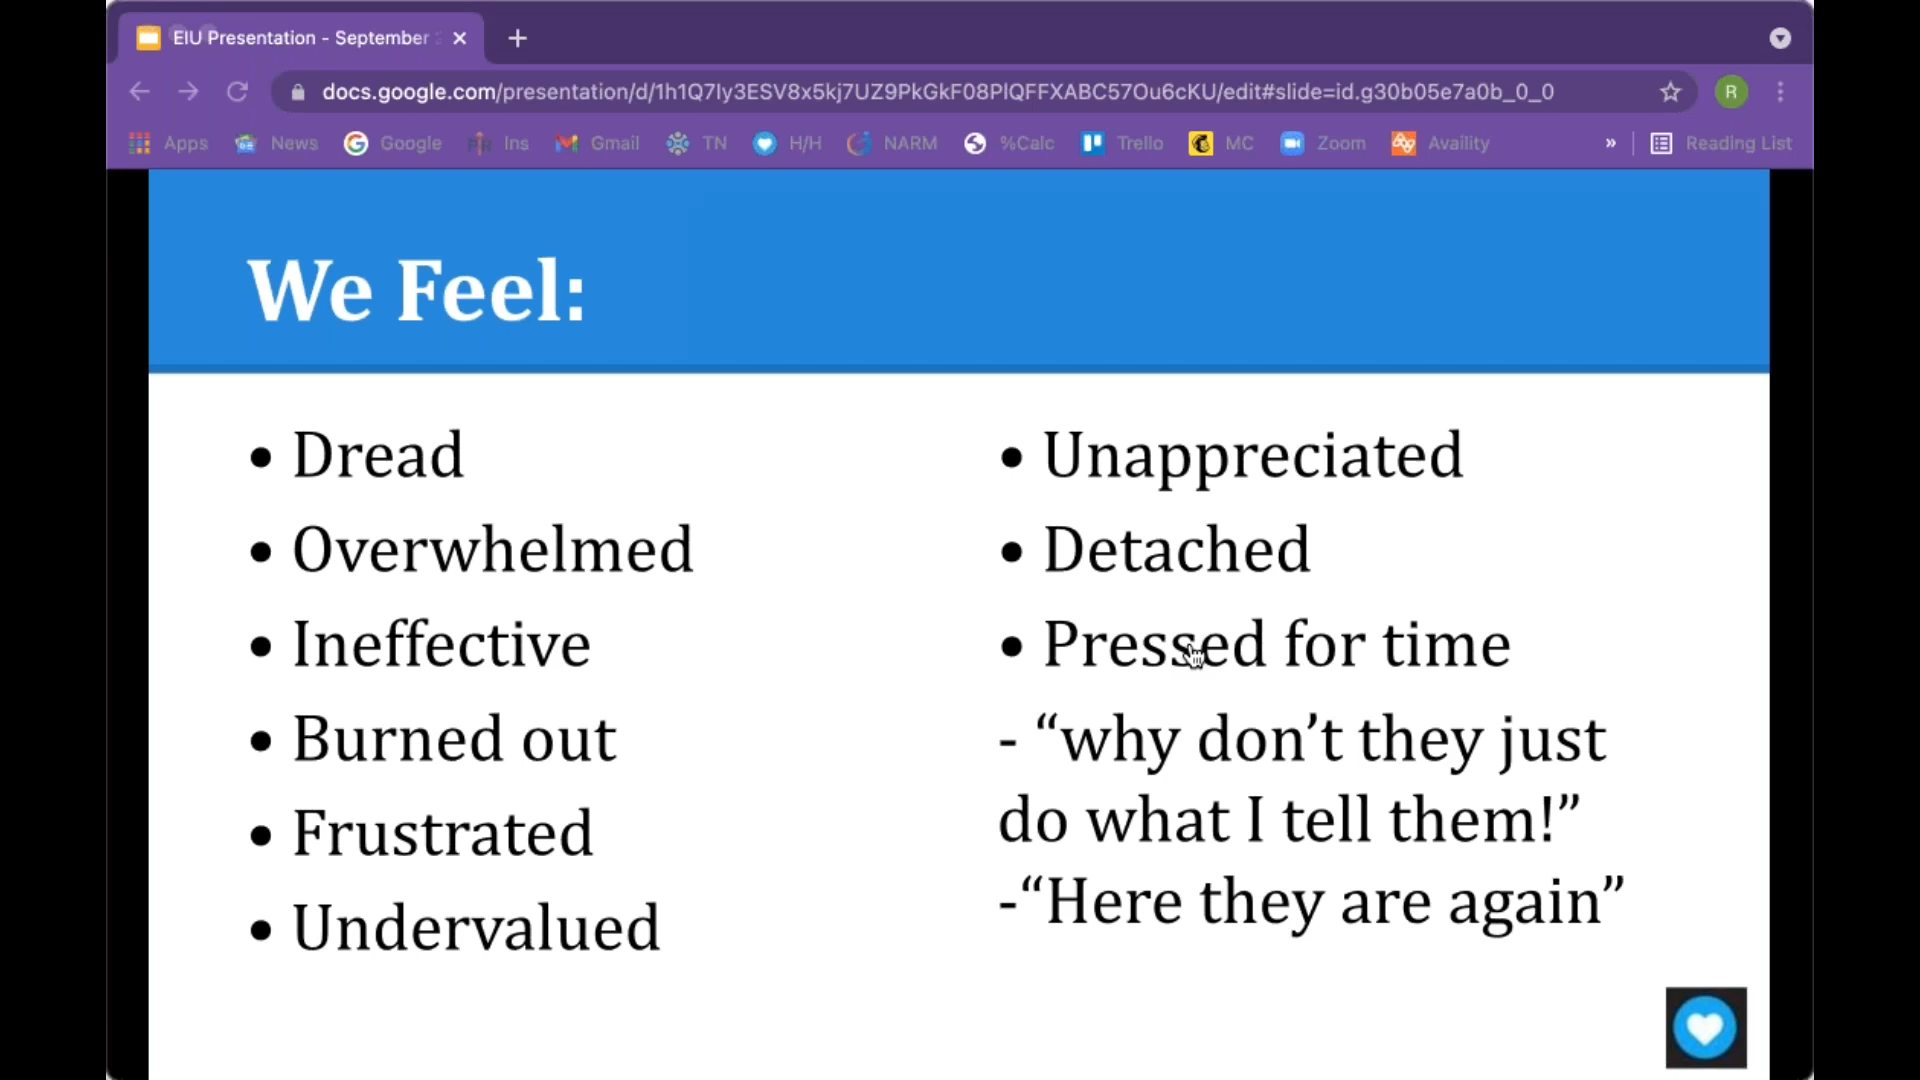 EIU Presentation - September
docs.google.com/presentation/d/1h1Q7Iy3ESV8x5kj7UZ9PkGkF08PlQFFXABC57Ou6cKU/edit#slide=id.g30b05e7a0b_0_0
R
Apps News Google Ins Gmail TN H/H NARM %Calc Trello MC Zoom Availity » Reading List
We Feel:
• Dread
• Overwhelmed
• Ineffective
• Burned out
• Frustrated
• Undervalued
• Unappreciated
• Detached
• Pressed for time
- “why don’t they just
do what I tell them!”
-“Here they are again”